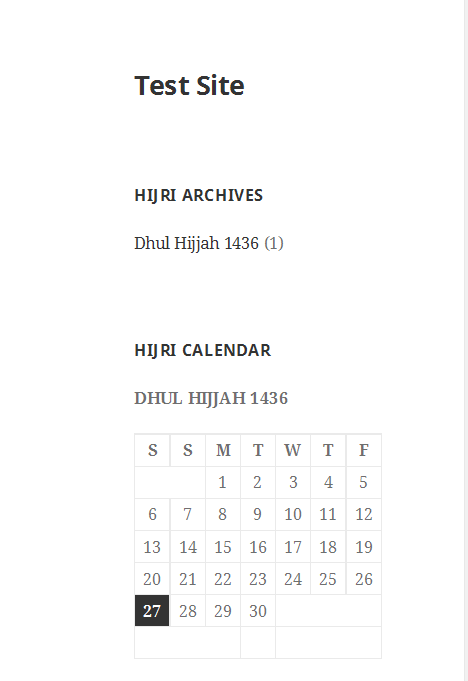 Test Site
HIJRI ARCHIVES
Dhul Hijjah 1436 (1)
HIJRI CALENDAR
DHUL HIJJAH 1436
S S M T W T F
1 2 3 4 5
6 7 8 9 10 11 12
13 14 15 16 17 18 19
20 21 22 23 24 25 26
27 28 29 30